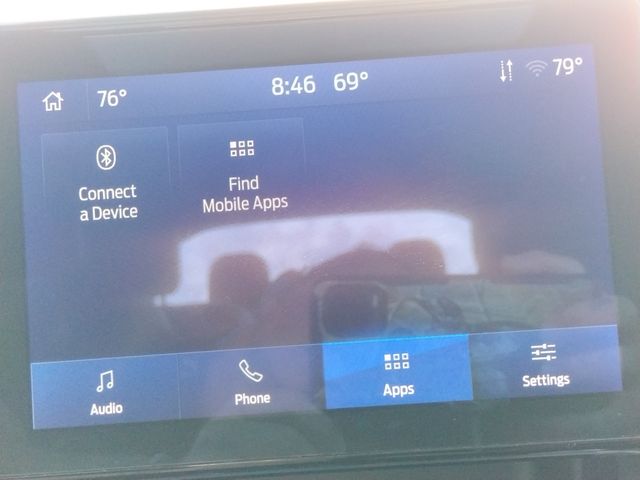 76° 8:46 69° 79°
Connect
a Device
Find
Mobile Apps
Audio Phone Apps Settings